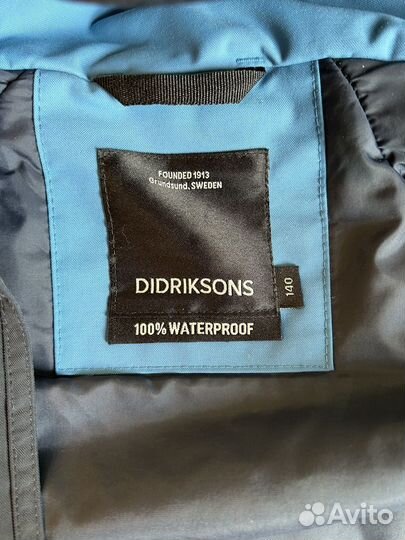 FOUNDED 1913
Grundsund, SWEDEN
DIDRIKSONS
140
100% WATERPROOF
Avito